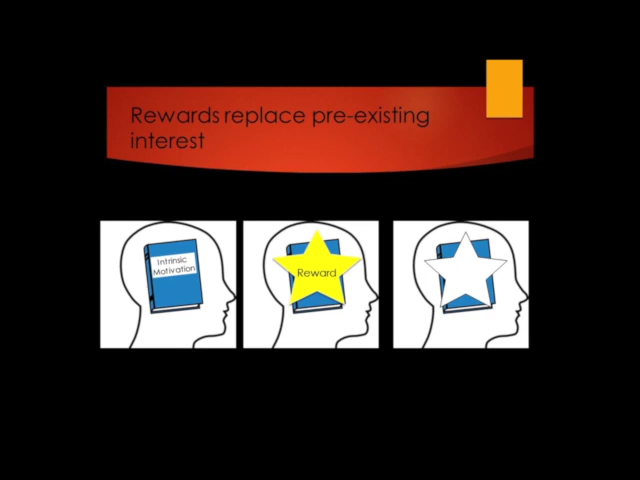 Rewards replace pre-existing
interest
Intrinsic
Motivation
Reward